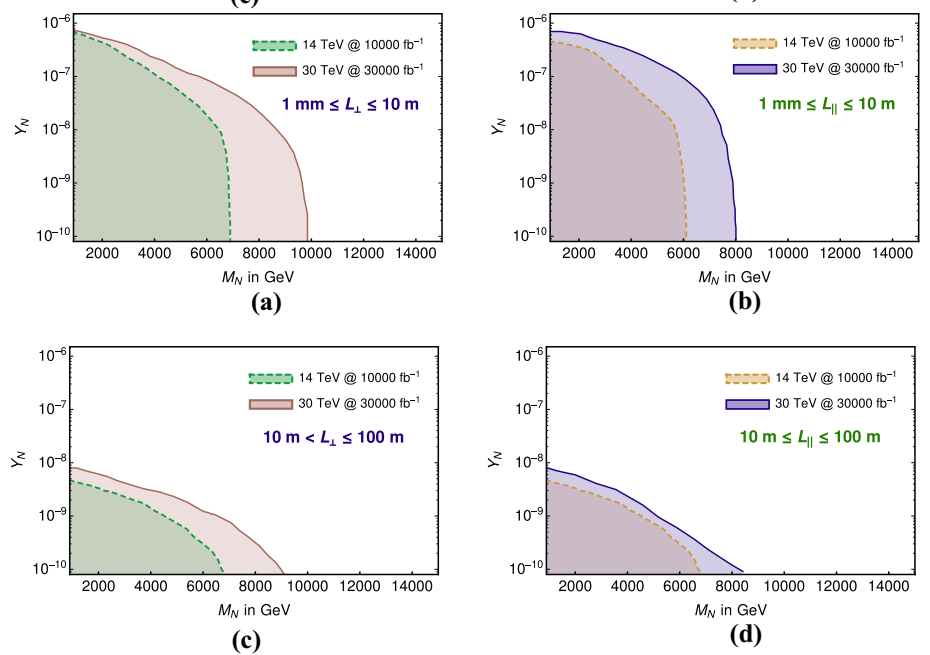 (c)
10⁻⁶
10⁻⁷
10⁻⁸
10⁻⁹
10⁻¹⁰
Y_N
14 TeV @ 10000 fb⁻¹
30 TeV @ 30000 fb⁻¹
1 mm ≤ L⊥ ≤ 10 m
2000 4000 6000 8000 10000 12000 14000
M_N in GeV
(a)
10⁻⁶
10⁻⁷
10⁻⁸
10⁻⁹
10⁻¹⁰
Y_N
14 TeV @ 10000 fb⁻¹
30 TeV @ 30000 fb⁻¹
1 mm ≤ L|| ≤ 10 m
2000 4000 6000 8000 10000 12000 14000
M_N in GeV
(b)
10⁻⁶
10⁻⁷
10⁻⁸
10⁻⁹
10⁻¹⁰
Y_N
14 TeV @ 10000 fb⁻¹
30 TeV @ 30000 fb⁻¹
10 m < L⊥ ≤ 100 m
2000 4000 6000 8000 10000 12000 14000
M_N in GeV
(c)
10⁻⁶
10⁻⁷
10⁻⁸
10⁻⁹
10⁻¹⁰
Y_N
14 TeV @ 10000 fb⁻¹
30 TeV @ 30000 fb⁻¹
10 m ≤ L|| ≤ 100 m
2000 4000 6000 8000 10000 12000 14000
M_N in GeV
(d)